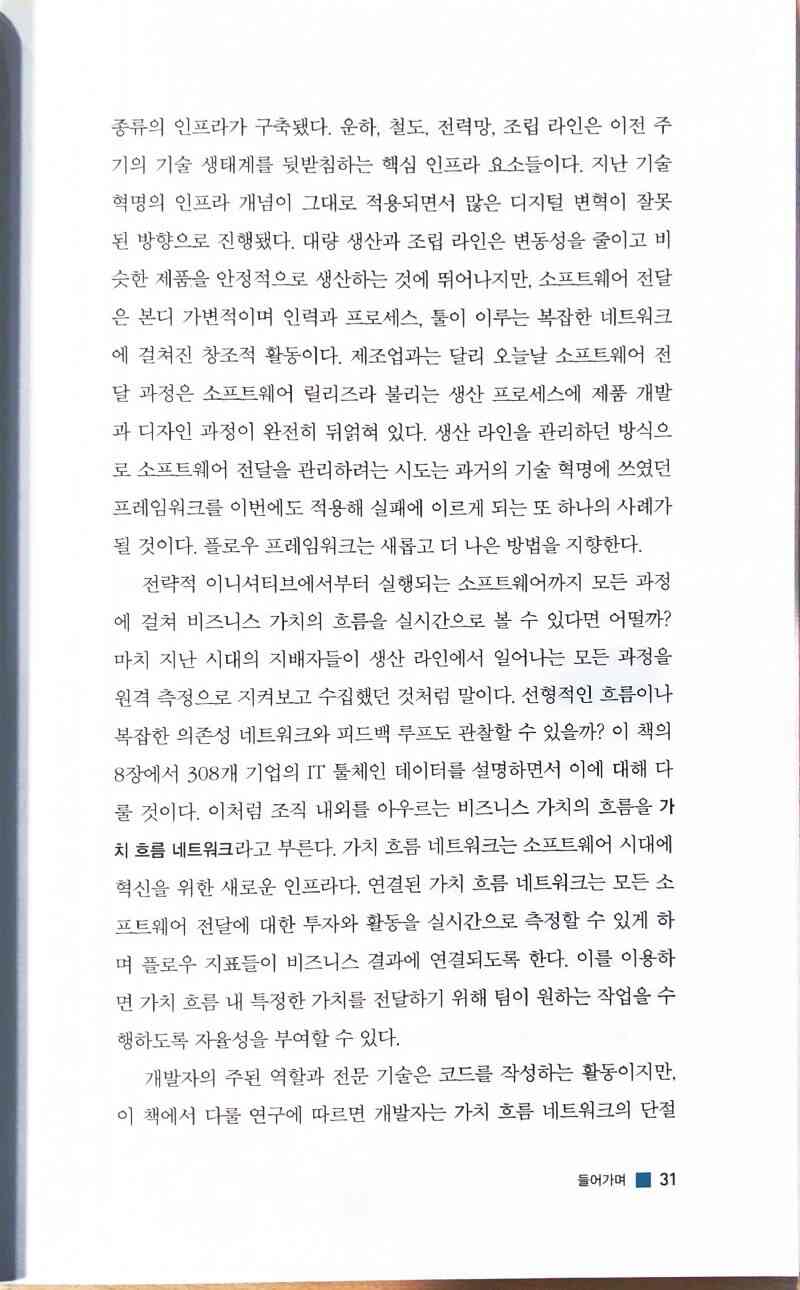 종류의 인프라가 구축됐다. 운하, 철도, 전력망, 조립 라인은 이전 주
기의 기술 생태계를 뒷받침하는 핵심 인프라 요소들이다. 지난 기술
혁명의 인프라 개념이 그대로 적용되면서 많은 디지털 변혁이 잘못
된 방향으로 진행됐다. 대량 생산과 조립 라인은 변동성을 줄이고 비
슷한 제품을 안정적으로 생산하는 것에 뛰어나지만, 소프트웨어 전달
은 본디 가변적이며 인력과 프로세스, 툴이 이루는 복잡한 네트워크
에 걸쳐진 창조적 활동이다. 제조업과는 달리 오늘날 소프트웨어 전
달 과정은 소프트웨어 릴리즈라 불리는 생산 프로세스에 제품 개발
과 디자인 과정이 완전히 뒤얽혀 있다. 생산 라인을 관리하던 방식으
로 소프트웨어 전달을 관리하려는 시도는 과거의 기술 혁명에 쓰였던
프레임워크를 이번에도 적용해 실패에 이르게 되는 또 하나의 사례가
될 것이다. 플로우 프레임워크는 새롭고 더 나은 방법을 지향한다.
전략적 이니셔티브에서부터 실행되는 소프트웨어까지 모든 과정
에 걸쳐 비즈니스 가치의 흐름을 실시간으로 볼 수 있다면 어떨까?
마치 지난 시대의 지배자들이 생산 라인에서 일어나는 모든 과정을
원격 측정으로 지켜보고 수집했던 것처럼 말이다. 선형적인 흐름이나
복잡한 의존성 네트워크와 피드백 루프도 관찰할 수 있을까? 이 책의
8장에서 308개 기업의 IT 툴체인 데이터를 설명하면서 이에 대해 다
룰 것이다. 이처럼 조직 내외를 아우르는 비즈니스 가치의 흐름을 가
치 흐름 네트워크라고 부른다. 가치 흐름 네트워크는 소프트웨어 시대에
혁신을 위한 새로운 인프라다. 연결된 가치 흐름 네트워크는 모든 소
프트웨어 전달에 대한 투자와 활동을 실시간으로 측정할 수 있게 하
며 플로우 지표들이 비즈니스 결과에 연결되도록 한다. 이를 이용하
면 가치 흐름 내 특정한 가치를 전달하기 위해 팀이 원하는 작업을 수
행하도록 자율성을 부여할 수 있다.
개발자의 주된 역할과 전문 기술은 코드를 작성하는 활동이지만,
이 책에서 다룰 연구에 따르면 개발자는 가치 흐름 네트워크의 단절
들어가며 31